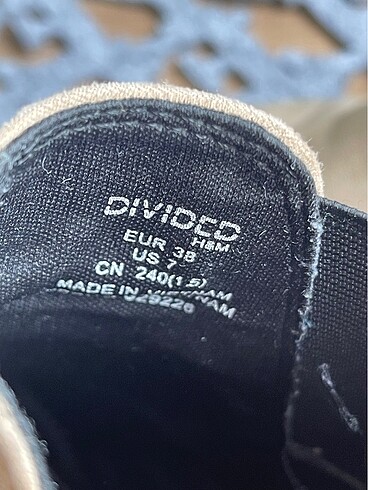 DIVIDED
H&M
EUR 38
US 7
CN 240(1.5)
MADE IN VIETNAM